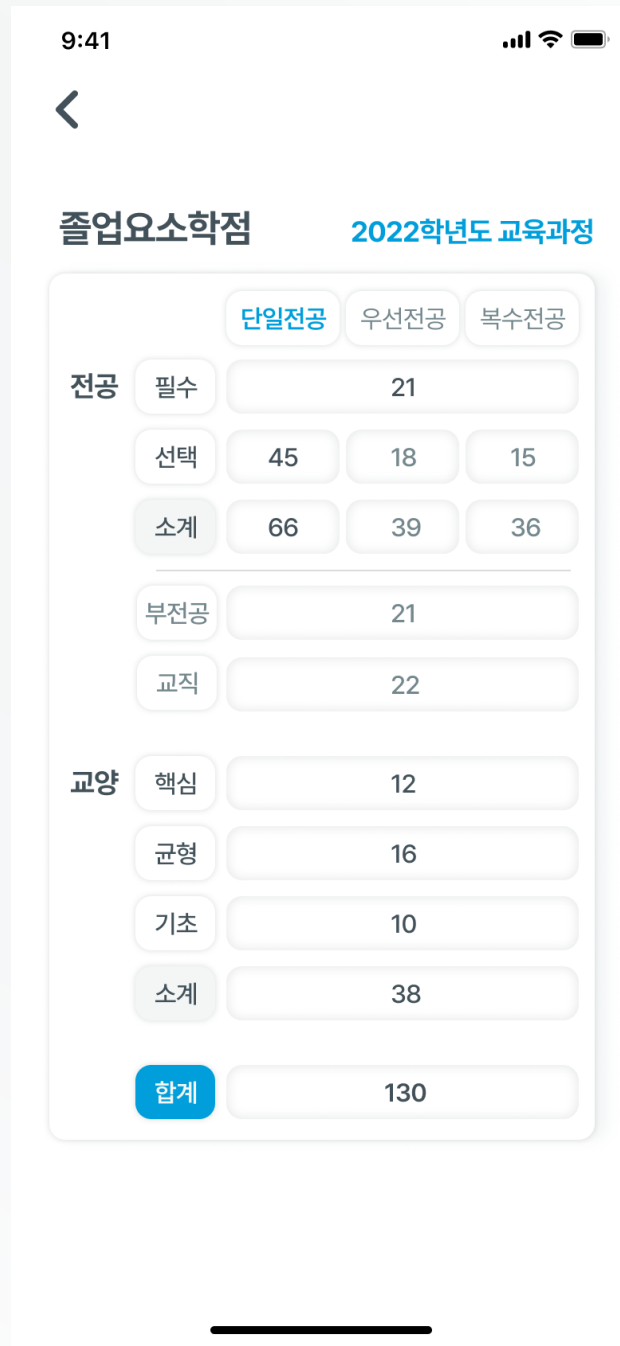 9:41
졸업요소학점 2022학년도 교육과정
단일전공 우선전공 복수전공
전공 필수 21
선택 45 18 15
소계 66 39 36
부전공 21
교직 22
교양 핵심 12
균형 16
기초 10
소계 38
합계 130